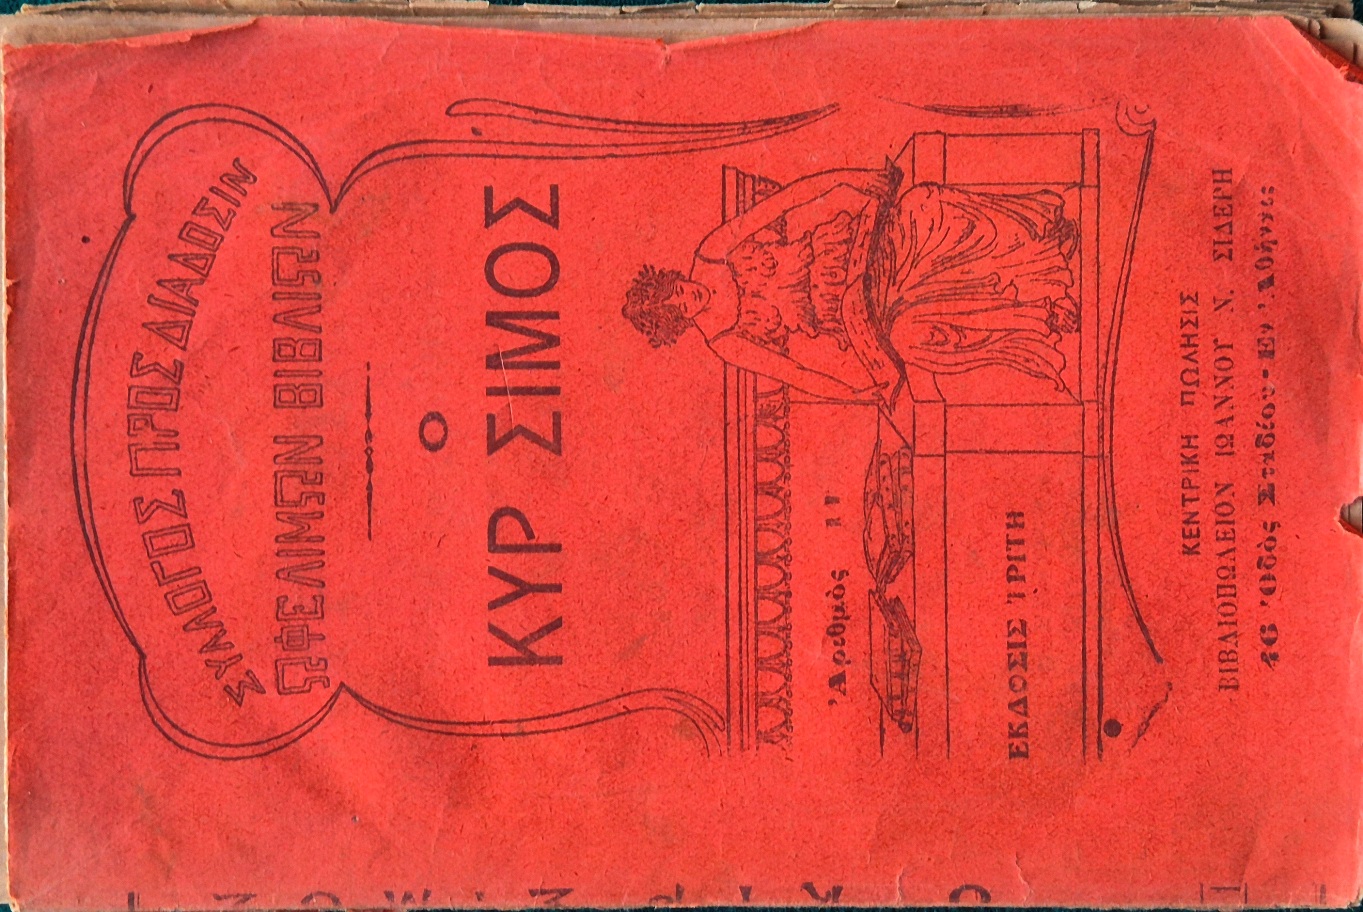 ΣΥΛΛΟΓΟΣ ΠΡΟΣ ΔΙΑΔΟΣΙΝ
ΩΦΕΛΙΜΩΝ ΒΙΒΛΙΩΝ
Ο
ΚΥΡ ΣΙΜΟΣ
Ἀριθμὸς 11
ΕΚΔΟΣΙΣ ΤΡΙΤΗ
ΚΕΝΤΡΙΚΗ ΠΩΛΗΣΙΣ
ΒΙΒΛΙΟΠΩΛΕΙΟΝ ΙΩΑΝΝΟΥ Ν. ΣΙΔΕΡΗ
46 Ὁδὸς Σταδίου - Ἐν Ἀθήναις